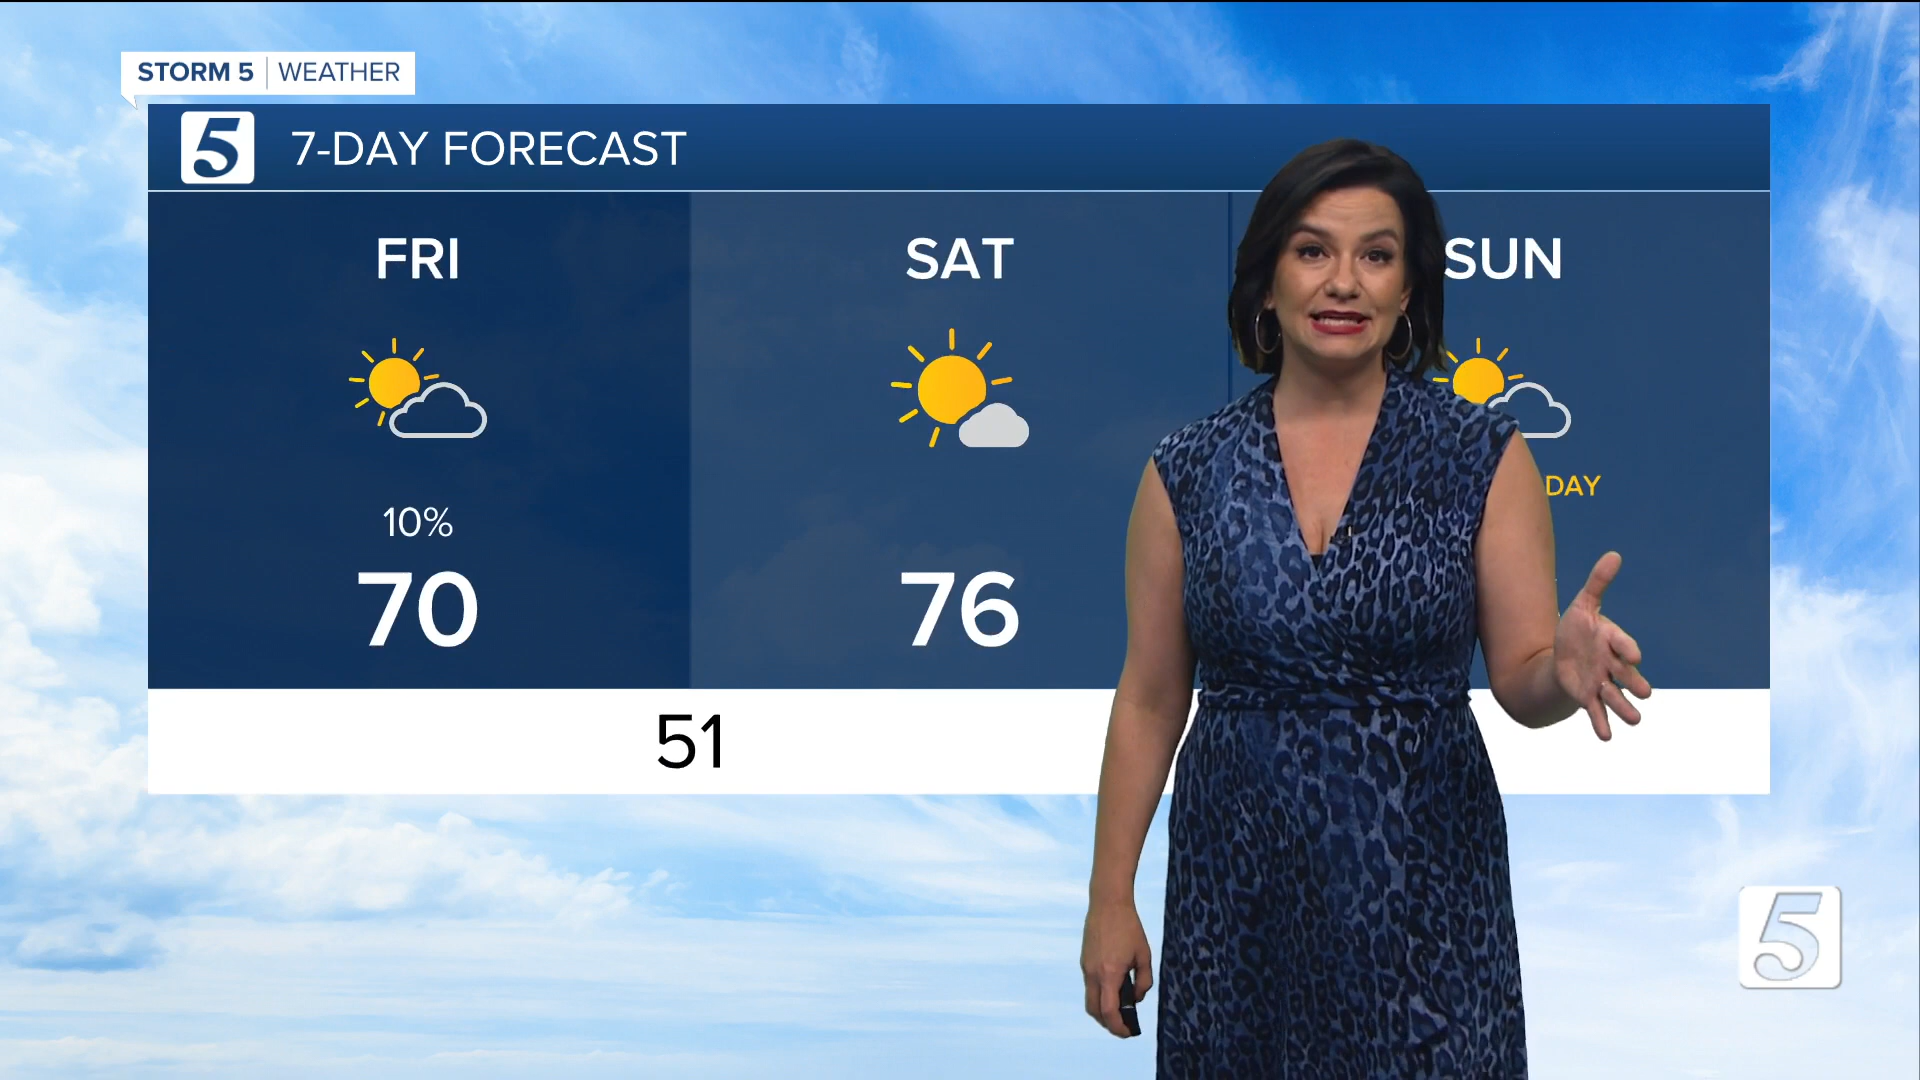 STORM 5 | WEATHER
5 7-DAY FORECAST
FRI SAT SUN
DAY
10%
70 76
51
5